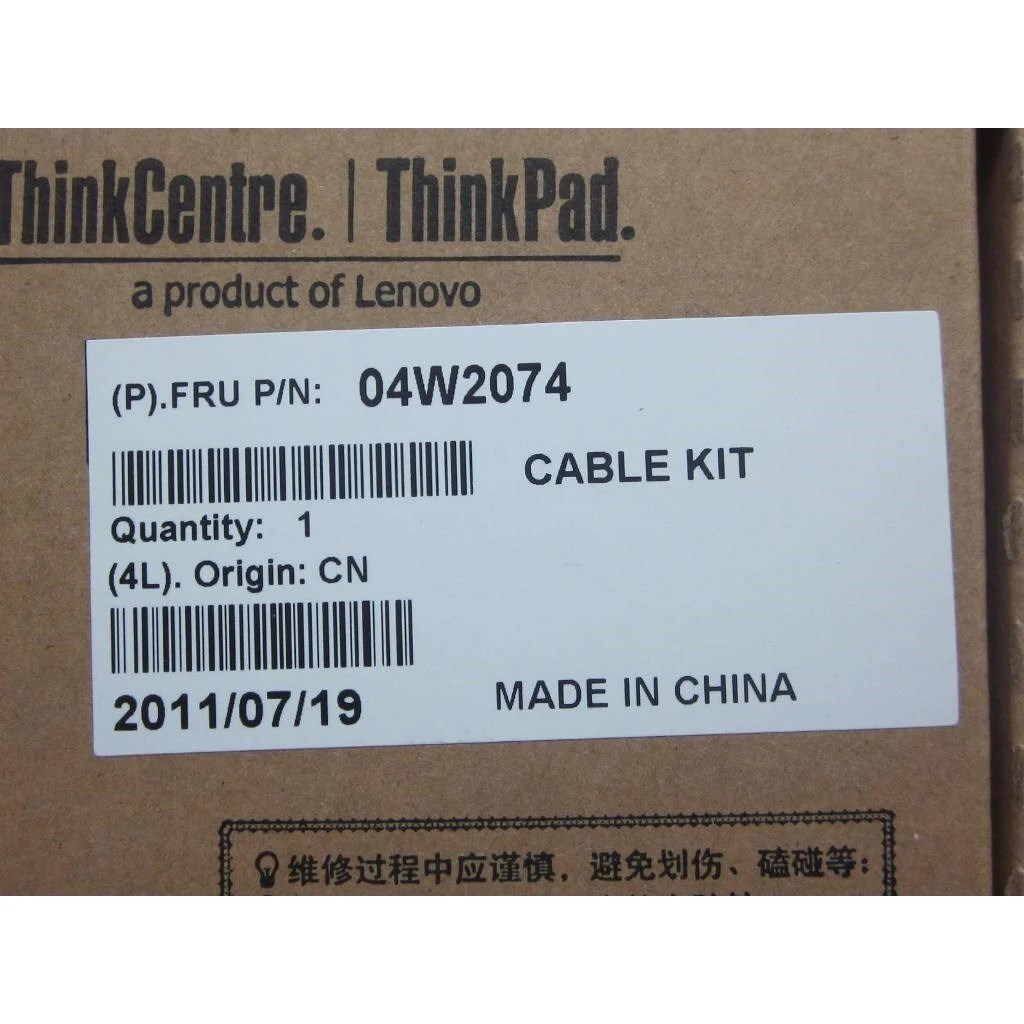 ThinkCentre. | ThinkPad.
a product of Lenovo
(P).FRU P/N: 04W2074
CABLE KIT
Quantity: 1
(4L). Origin: CN
2011/07/19
MADE IN CHINA
维修过程中应谨慎，避免划伤、磕碰等；